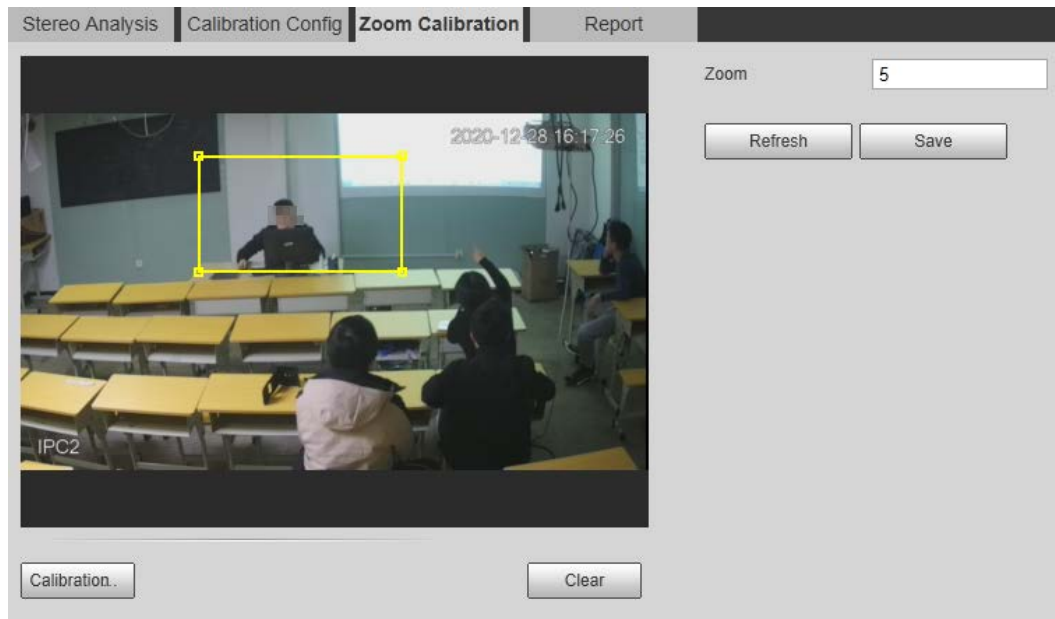 Stereo Analysis Calibration Config Zoom Calibration Report
Zoom 5
2020-12-28 16:17:26
Refresh Save
IPC2
Calibration.. Clear